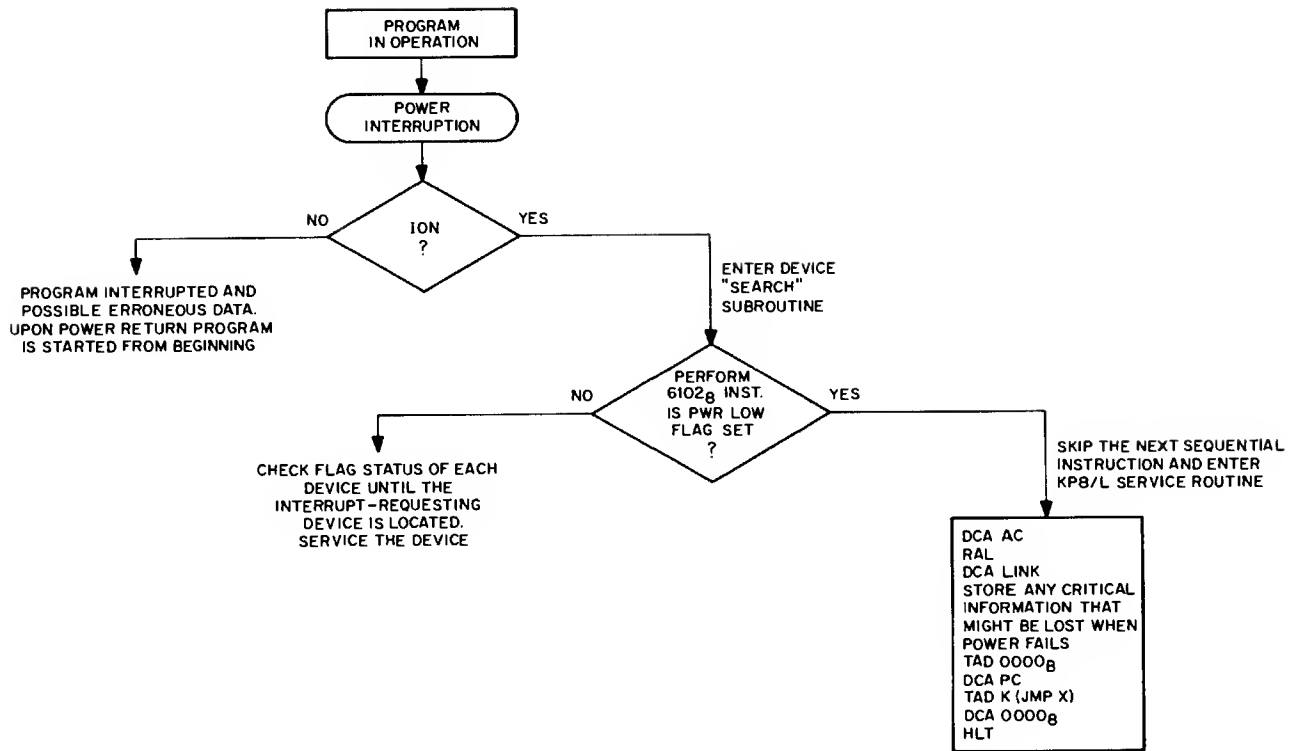 PROGRAM
IN OPERATION
POWER
INTERRUPTION
NO
ION
?
YES
PROGRAM INTERRUPTED AND
POSSIBLE ERRONEOUS DATA.
UPON POWER RETURN PROGRAM
IS STARTED FROM BEGINNING
ENTER DEVICE
"SEARCH"
SUBROUTINE
NO
PERFORM
6102₈ INST.
IS PWR LOW
FLAG SET
?
YES
CHECK FLAG STATUS OF EACH
DEVICE UNTIL THE
INTERRUPT-REQUESTING
DEVICE IS LOCATED.
SERVICE THE DEVICE
SKIP THE NEXT SEQUENTIAL
INSTRUCTION AND ENTER
KP8/L SERVICE ROUTINE
DCA AC
RAL
DCA LINK
STORE ANY CRITICAL
INFORMATION THAT
MIGHT BE LOST WHEN
POWER FAILS
TAD 0000₈
DCA PC
TAD K (JMP X)
DCA 0000₈
HLT